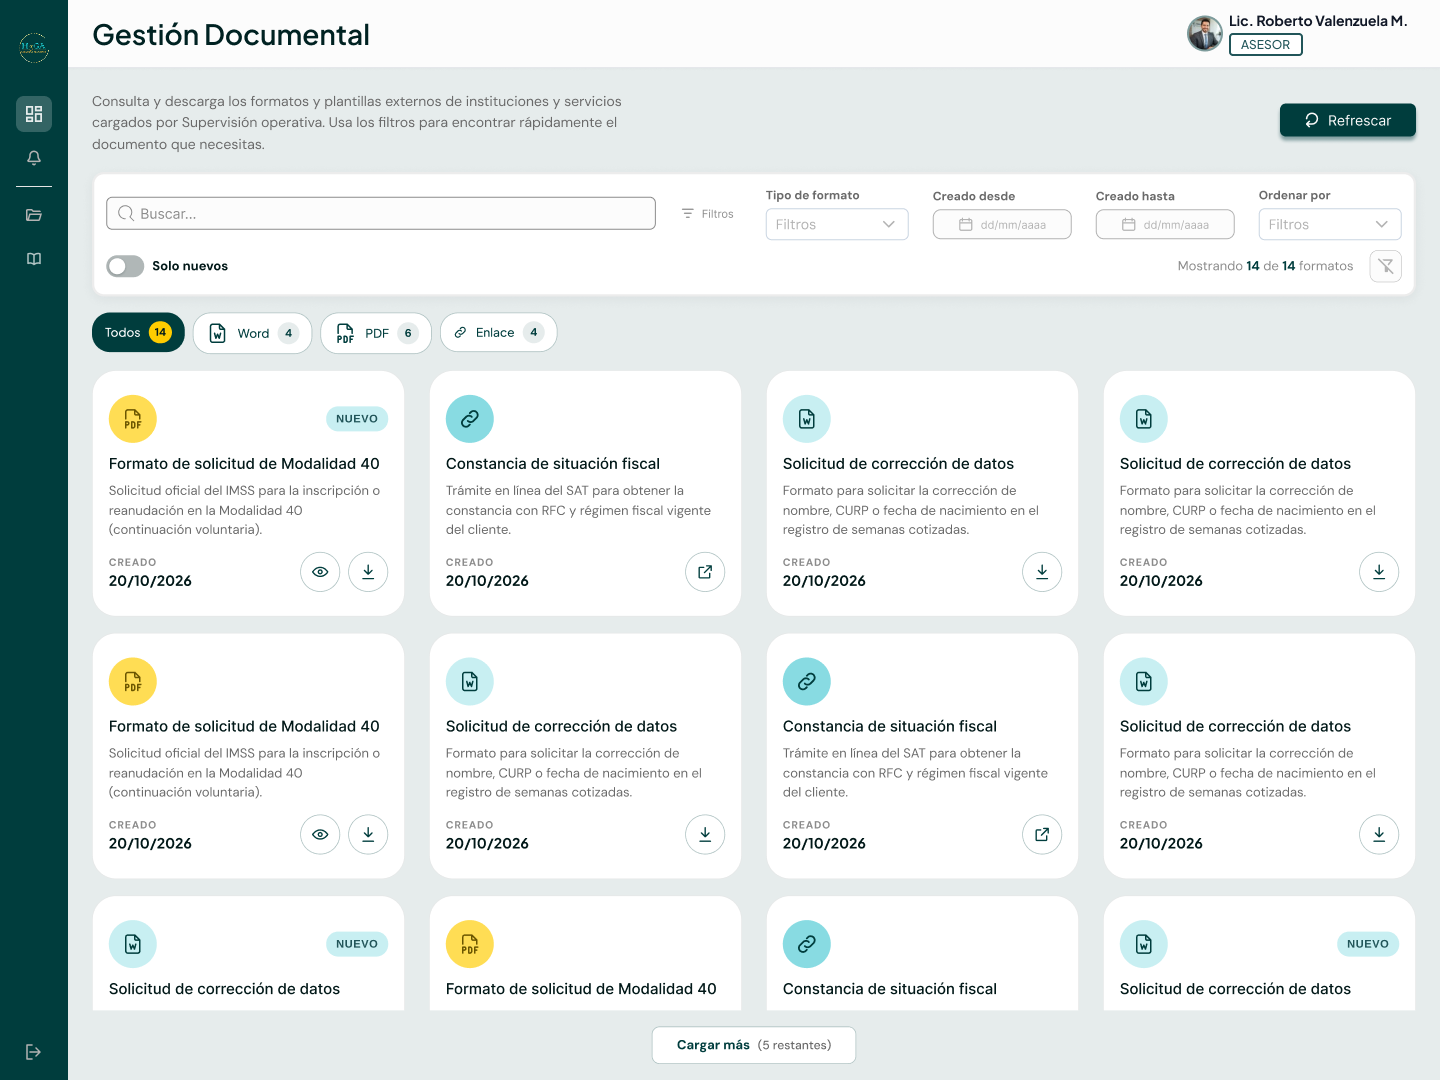 Gestión Documental
Lic. Roberto Valenzuela M.
ASESOR
Consulta y descarga los formatos y plantillas externos de instituciones y servicios
cargados por Supervisión operativa. Usa los filtros para encontrar rápidamente el
documento que necesitas.
Refrescar
Buscar...
Filtros
Tipo de formato
Filtros
Creado desde
dd/mm/aaaa
Creado hasta
dd/mm/aaaa
Ordenar por
Filtros
Solo nuevos
Mostrando 14 de 14 formatos
Todos 14
Word 4
PDF PDF 6
Enlace 4
PDF
NUEVO
Formato de solicitud de Modalidad 40
Solicitud oficial del IMSS para la inscripción o
reanudación en la Modalidad 40
(continuación voluntaria).
CREADO
20/10/2026
Constancia de situación fiscal
Trámite en línea del SAT para obtener la
constancia con RFC y régimen fiscal vigente
del cliente.
CREADO
20/10/2026
W
Solicitud de corrección de datos
Formato para solicitar la corrección de
nombre, CURP o fecha de nacimiento en el
registro de semanas cotizadas.
CREADO
20/10/2026
W
Solicitud de corrección de datos
Formato para solicitar la corrección de
nombre, CURP o fecha de nacimiento en el
registro de semanas cotizadas.
CREADO
20/10/2026
PDF
Formato de solicitud de Modalidad 40
Solicitud oficial del IMSS para la inscripción o
reanudación en la Modalidad 40
(continuación voluntaria).
CREADO
20/10/2026
W
Solicitud de corrección de datos
Formato para solicitar la corrección de
nombre, CURP o fecha de nacimiento en el
registro de semanas cotizadas.
CREADO
20/10/2026
Constancia de situación fiscal
Trámite en línea del SAT para obtener la
constancia con RFC y régimen fiscal vigente
del cliente.
CREADO
20/10/2026
W
Solicitud de corrección de datos
Formato para solicitar la corrección de
nombre, CURP o fecha de nacimiento en el
registro de semanas cotizadas.
CREADO
20/10/2026
W
NUEVO
Solicitud de corrección de datos
PDF
Formato de solicitud de Modalidad 40
Constancia de situación fiscal
W
NUEVO
Solicitud de corrección de datos
Cargar más (5 restantes)